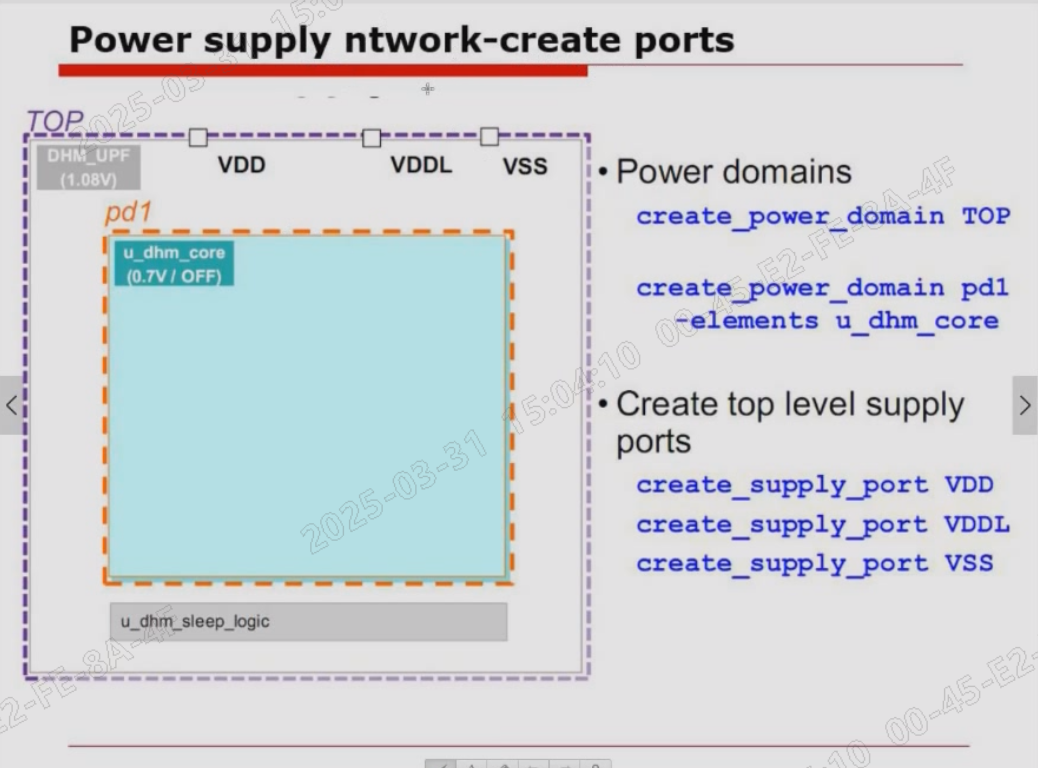 Power supply ntwork-create ports
TOP
DHM_UPF
(1.08V)
VDD
VDDL
VSS
pd1
u_dhm_core
(0.7V / OFF)
u_dhm_sleep_logic
• Power domains
create_power_domain TOP
create_power_domain pd1
-elements u_dhm_core
• Create top level supply
ports
create_supply_port VDD
create_supply_port VDDL
create_supply_port VSS
2025-03-31 15:04:10 00-45-E2-FE-8A-4F